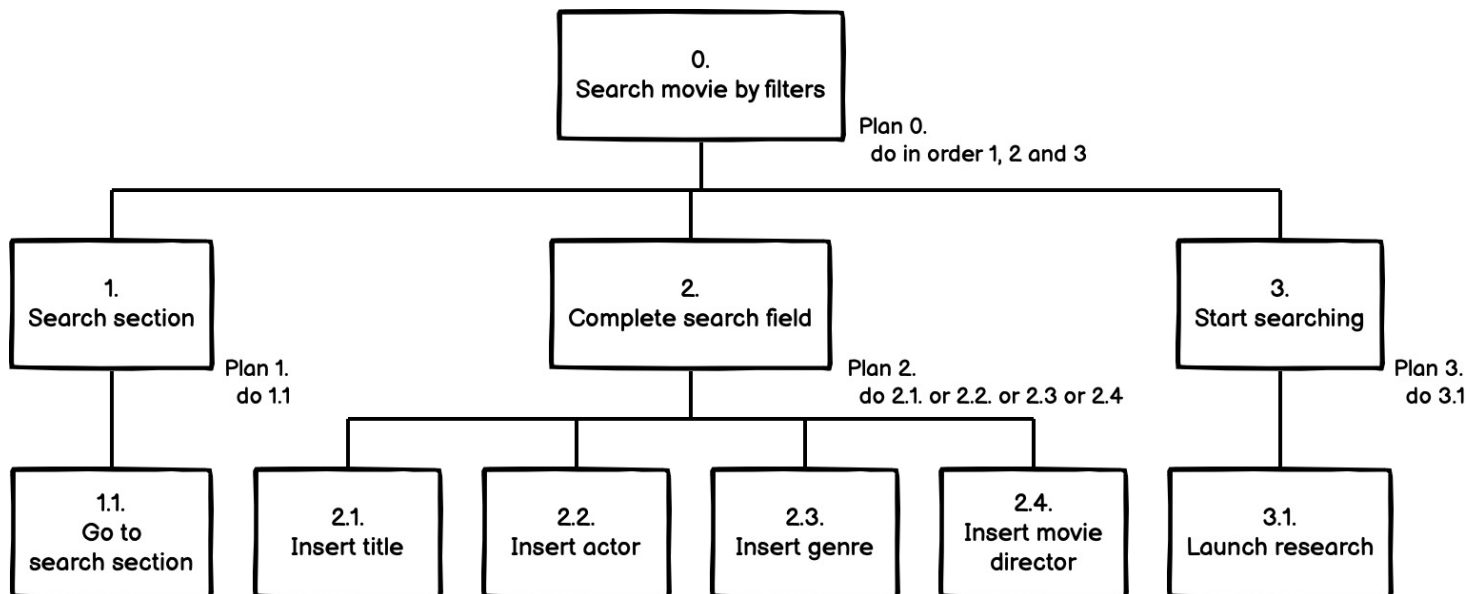 0.
Search movie by filters
Plan 0.
do in order 1, 2 and 3
1.
Search section
Plan 1.
do 1.1
2.
Complete search field
Plan 2.
do 2.1. or 2.2. or 2.3 or 2.4
3.
Start searching
Plan 3.
do 3.1
1.1.
Go to
search section
2.1.
Insert title
2.2.
Insert actor
2.3.
Insert genre
2.4.
Insert movie
director
3.1.
Launch research